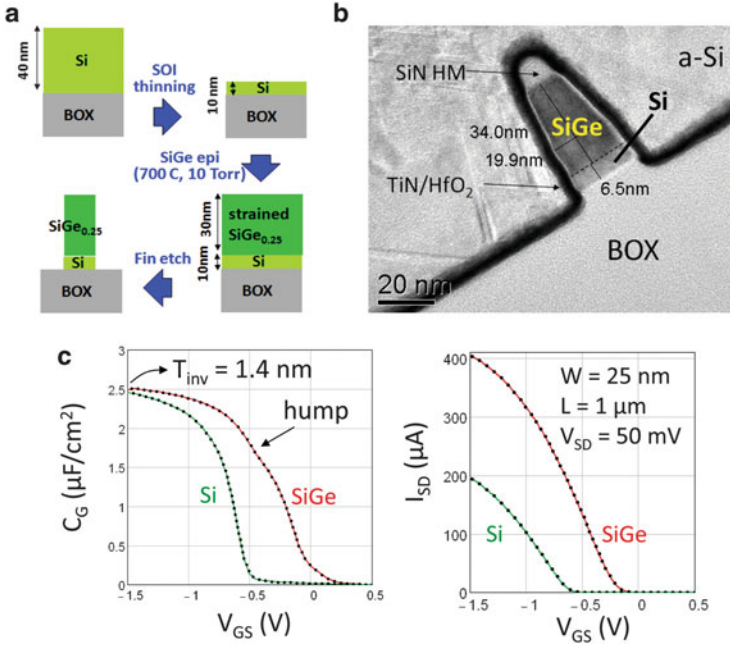 a
40 nm
Si
BOX
SOI
thinning
10 nm
Si
BOX
SiGe epi
(700 C, 10 Torr)
SiGe0.25
Si
BOX
Fin etch
30nm
10nm
strained
SiGe0.25
Si
BOX
b
SiN HM
a-Si
Si
SiGe
34.0nm
19.9nm
TiN/HfO2
6.5nm
BOX
20 nm
c
3
2.5
2
1.5
1
0.5
0
CG (μF/cm2)
Tinv = 1.4 nm
hump
Si
SiGe
−1.5
−1
−0.5
0
0.5
VGS (V)
400
300
200
100
0
ISD (μA)
W = 25 nm
L = 1 μm
VSD = 50 mV
Si
SiGe
−1.5
−1
−0.5
0
0.5
VGS (V)